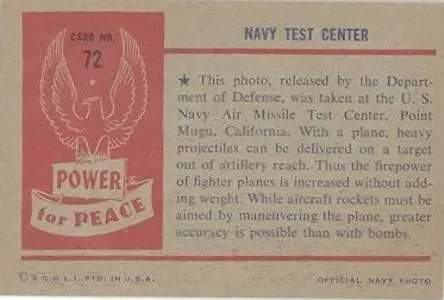 CARD NO.
72
POWER
for PEACE
NAVY TEST CENTER
★ This photo, released by the Depart-
ment of Defense, was taken at the U. S.
Navy Air Missile Test Center, Point
Mugu, California. With a plane, heavy
projectiles can be delivered on a target
out of artillery reach. Thus the firepower
of fighter planes is increased without add-
ing weight. While aircraft rockets must be
aimed by maneuvering the plane, greater
accuracy is possible than with bombs.
G.N.L.I. PTD. IN U.S.A.
OFFICIAL NAVY PHOTO